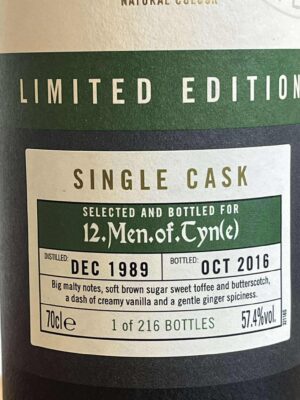 NATURAL COLOUR
LIMITED EDITION
SINGLE CASK
SELECTED AND BOTTLED FOR
12.Men.of.Tyn(e)
DISTILLED: DEC 1989 BOTTLED: OCT 2016
Big malty notes, soft brown sugar sweet toffee and butterscotch,
a dash of creamy vanilla and a gentle ginger spiciness.
70cle 1 of 216 BOTTLES 57.4%vol.